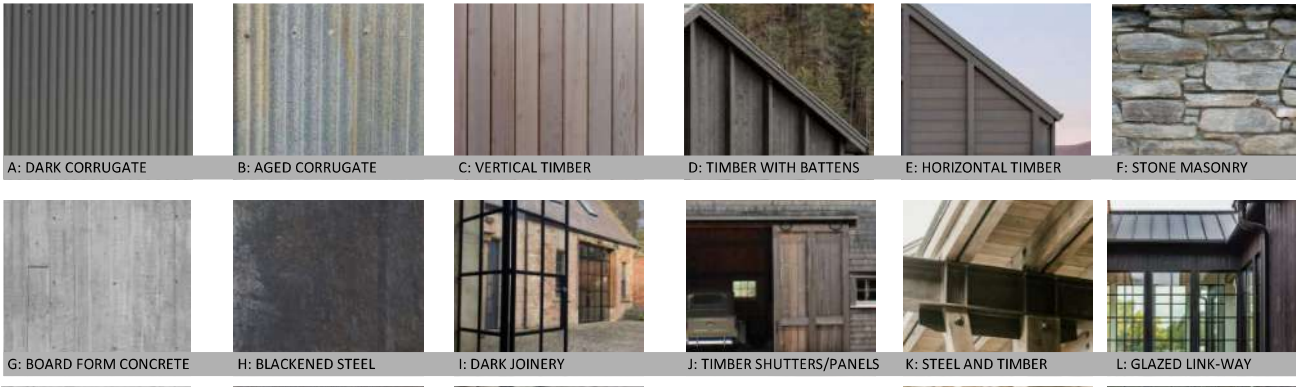 A: DARK CORRUGATE
B: AGED CORRUGATE
C: VERTICAL TIMBER
D: TIMBER WITH BATTENS
E: HORIZONTAL TIMBER
F: STONE MASONRY
G: BOARD FORM CONCRETE
H: BLACKENED STEEL
I: DARK JOINERY
J: TIMBER SHUTTERS/PANELS
K: STEEL AND TIMBER
L: GLAZED LINK-WAY